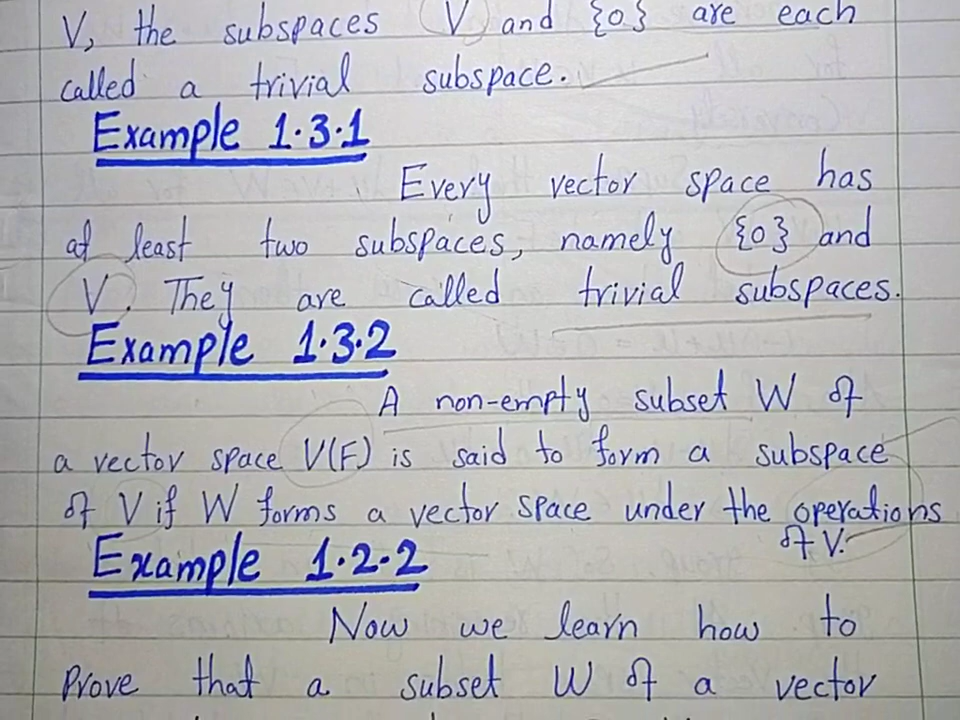 V, the subspaces V and {0} are each
called a trivial subspace.
Example 1.3.1
Every vector space has
at least two subspaces, namely {0} and
V. They are called trivial subspaces.
Example 1.3.2
A non-empty subset W of
a vector space V(F) is said to form a subspace
of V if W forms a vector space under the operations
of V.
Example 1.2.2
Now we learn how to
Prove that a subset W of a vector